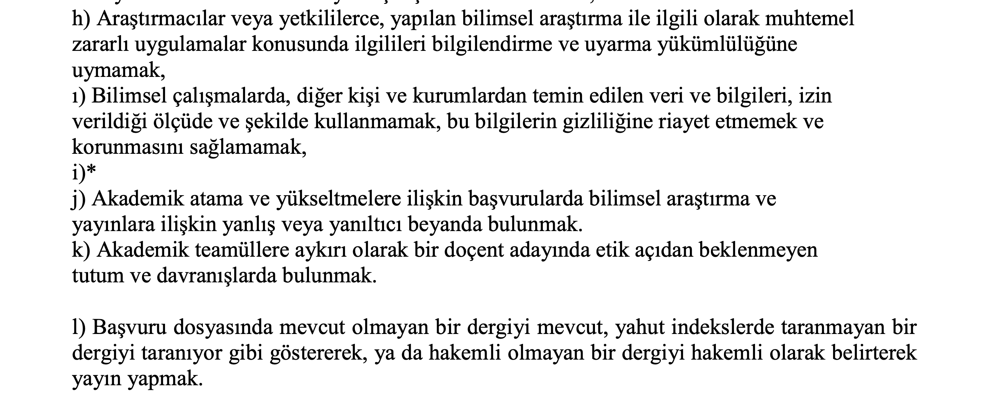 h) Araştırmacılar veya yetkililerce, yapılan bilimsel araştırma ile ilgili olarak muhtemel
zararlı uygulamalar konusunda ilgilileri bilgilendirme ve uyarma yükümlülüğüne
uymamak,
ı) Bilimsel çalışmalarda, diğer kişi ve kurumlardan temin edilen veri ve bilgileri, izin
verildiği ölçüde ve şekilde kullanmamak, bu bilgilerin gizliliğine riayet etmemek ve
korunmasını sağlamamak,
i)*
j) Akademik atama ve yükseltmelere ilişkin başvurularda bilimsel araştırma ve
yayınlara ilişkin yanlış veya yanıltıcı beyanda bulunmak.
k) Akademik teamüllere aykırı olarak bir doçent adayında etik açıdan beklenmeyen
tutum ve davranışlarda bulunmak.
l) Başvuru dosyasında mevcut olmayan bir dergiyi mevcut, yahut indekslerde taranmayan bir
dergiyi taranıyor gibi göstererek, ya da hakemli olmayan bir dergiyi hakemli olarak belirterek
yayın yapmak.